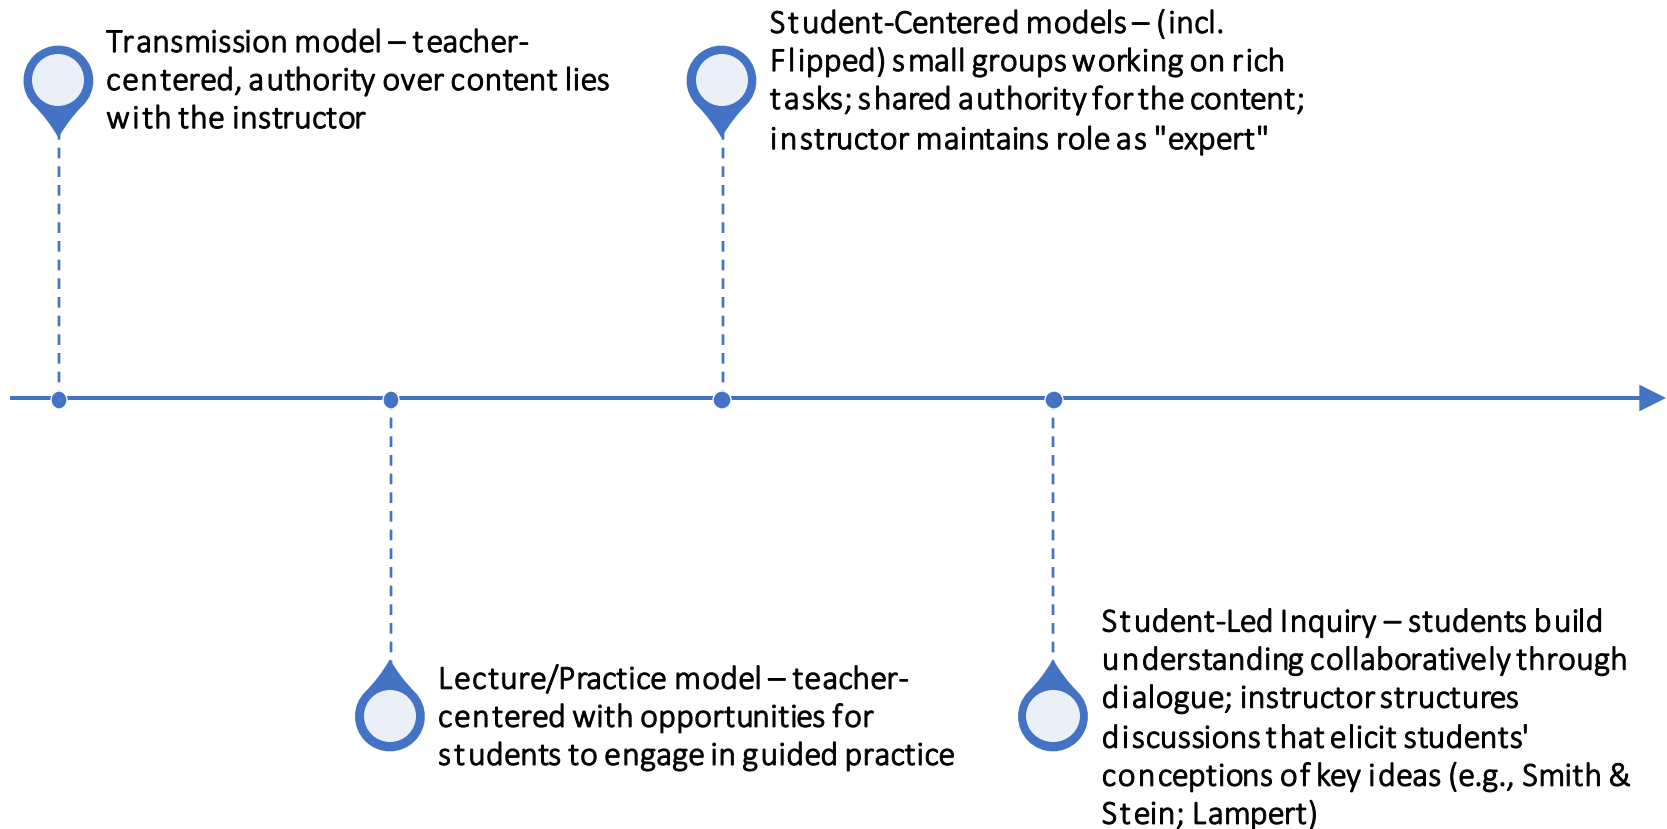 Transmission model – teacher-
centered, authority over content lies
with the instructor
Student-Centered models – (incl.
Flipped) small groups working on rich
tasks; shared authority for the content;
instructor maintains role as "expert"
Lecture/Practice model – teacher-
centered with opportunities for
students to engage in guided practice
Student-Led Inquiry – students build
understanding collaboratively through
dialogue; instructor structures
discussions that elicit students'
conceptions of key ideas (e.g., Smith &
Stein; Lampert)